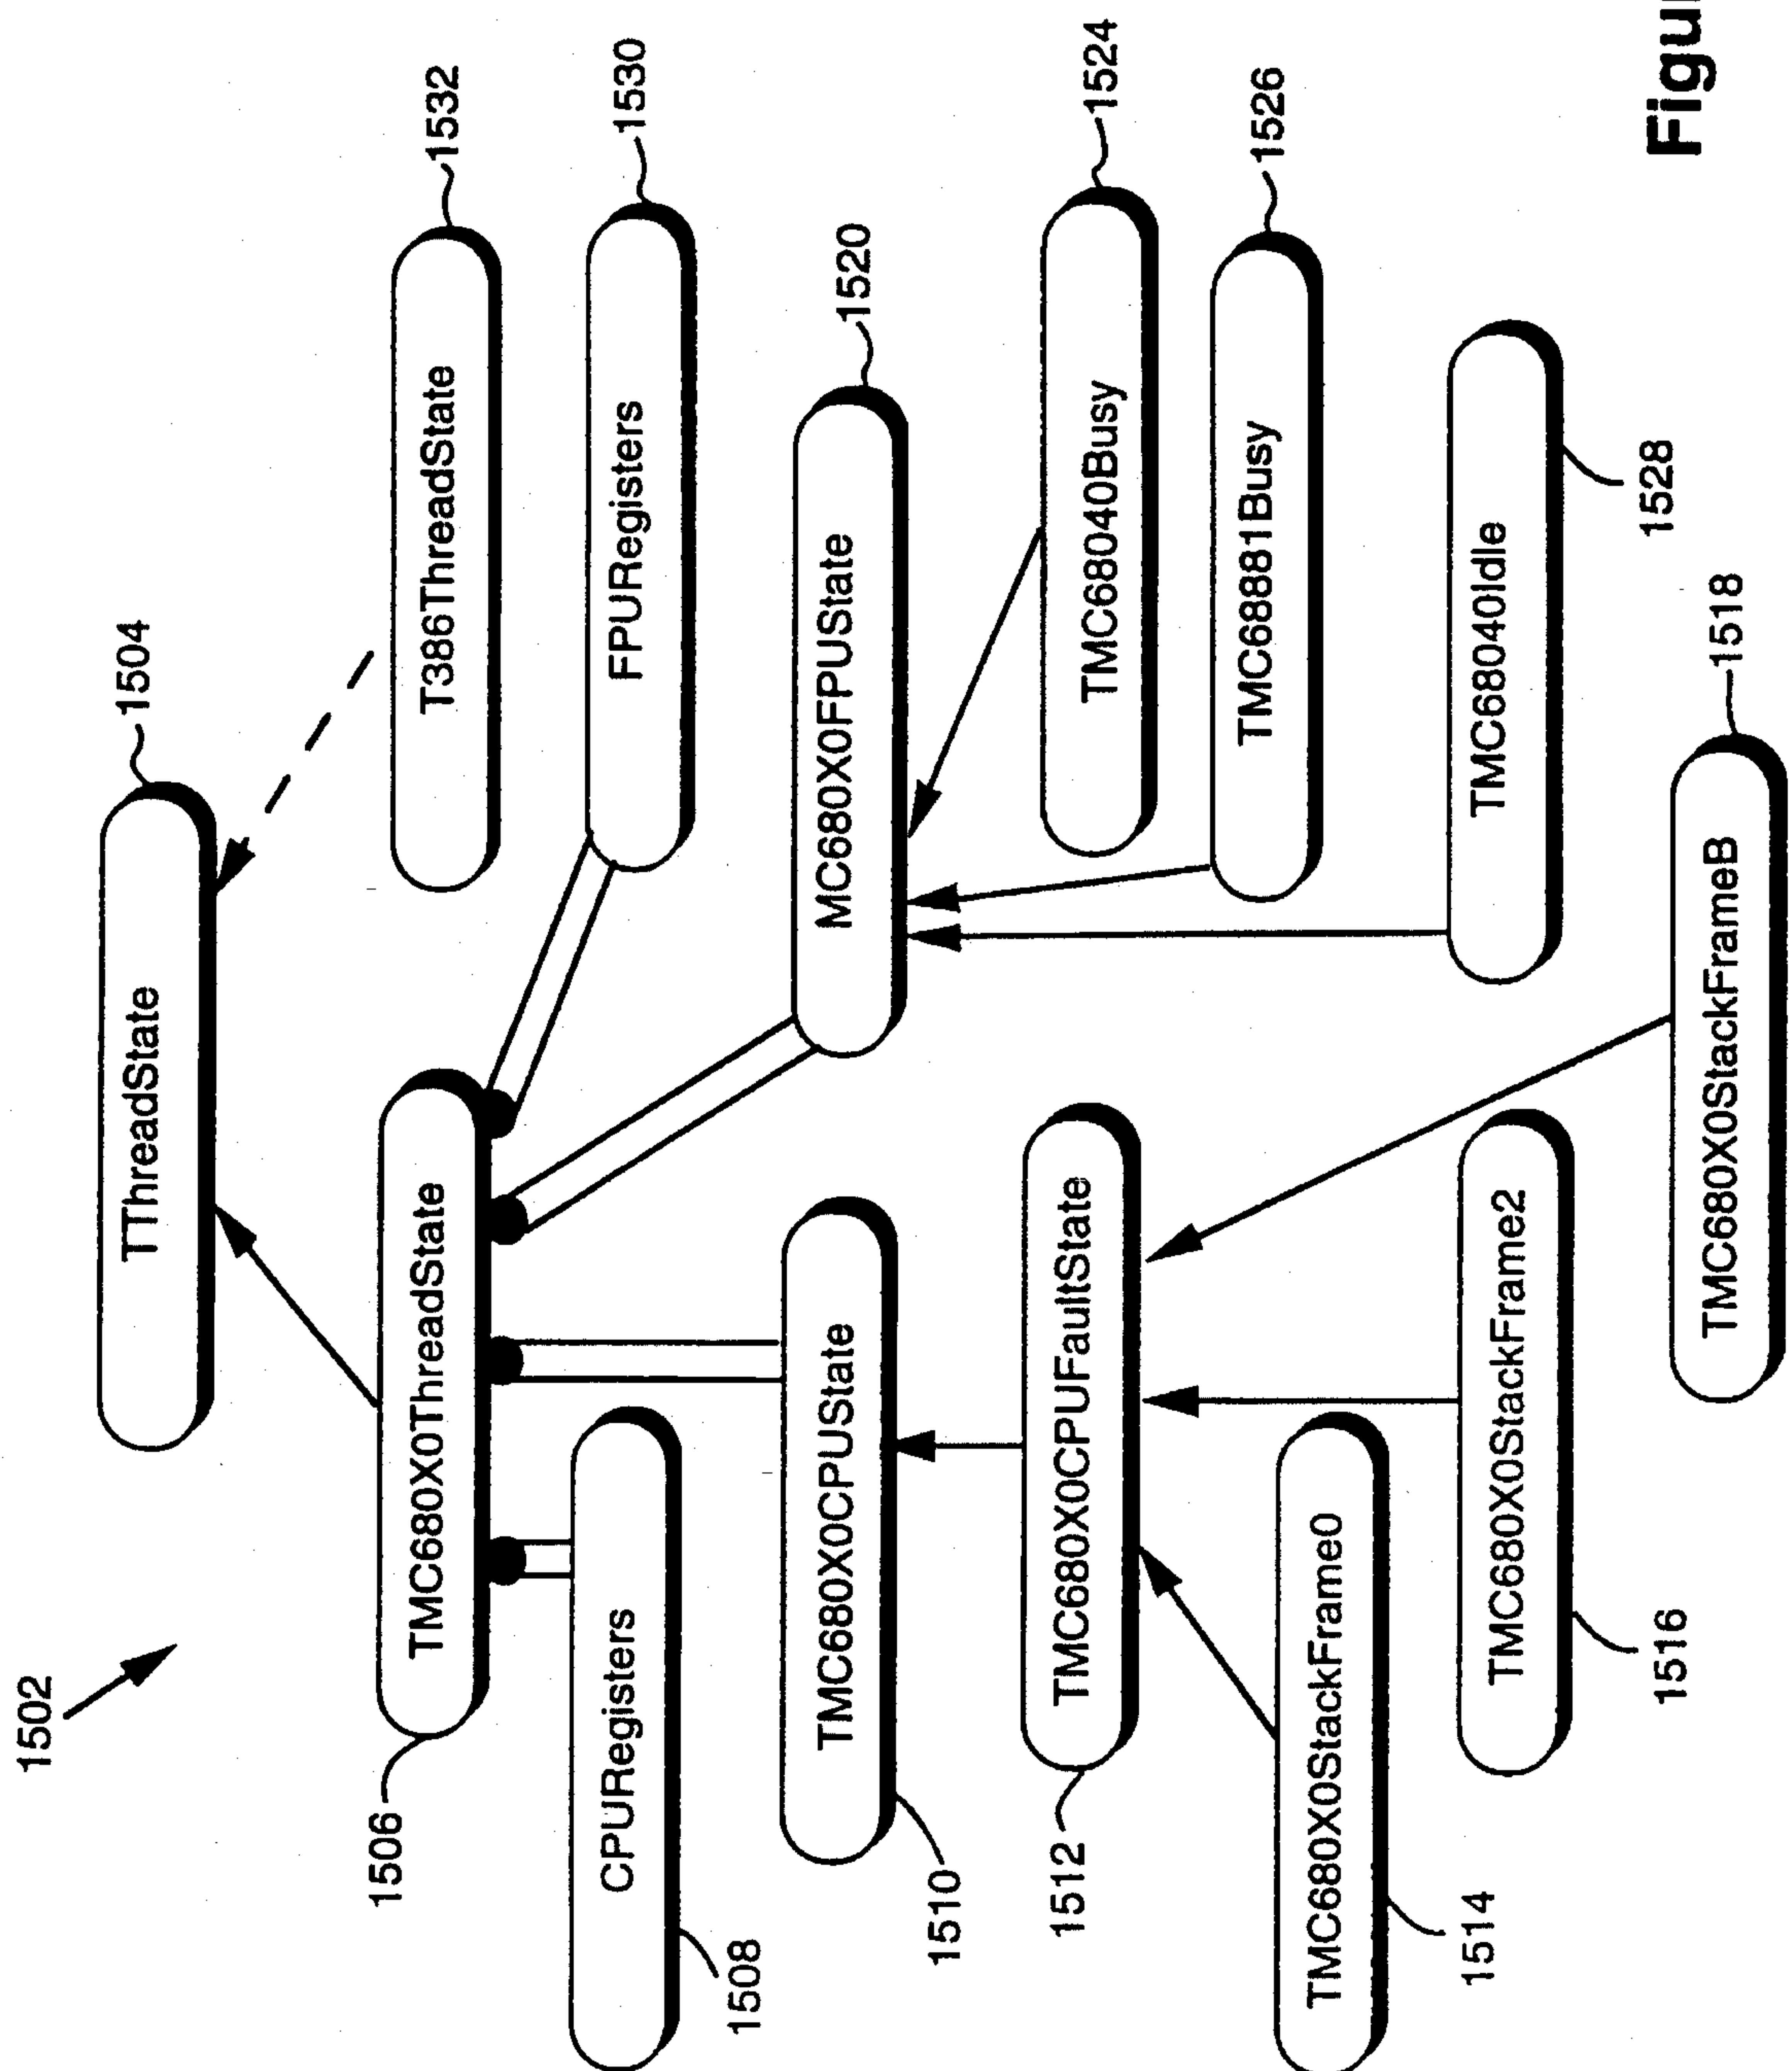 1502
TThreadState
1504
1506
TMC680X0ThreadState
T386ThreadState
1532
CPURegisters
1508
FPURegisters
1530
TMC680X0CPUState
1510
MC680X0FPUState
1520
TMC680X0CPUFaultState
1512
TMC68040Busy
1524
TMC68881Busy
1526
TMC680X0StackFrame0
1514
TMC680X0StackFrame2
1516
TMC68040Idle
1528
TMC680X0StackFrameB
1518